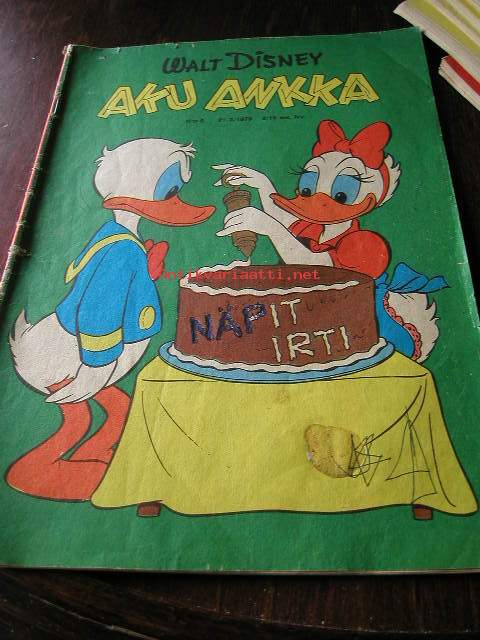 WALT DISNEY
AKU ANKKA
antikvariaatti.net
NÄPIT
IRTI